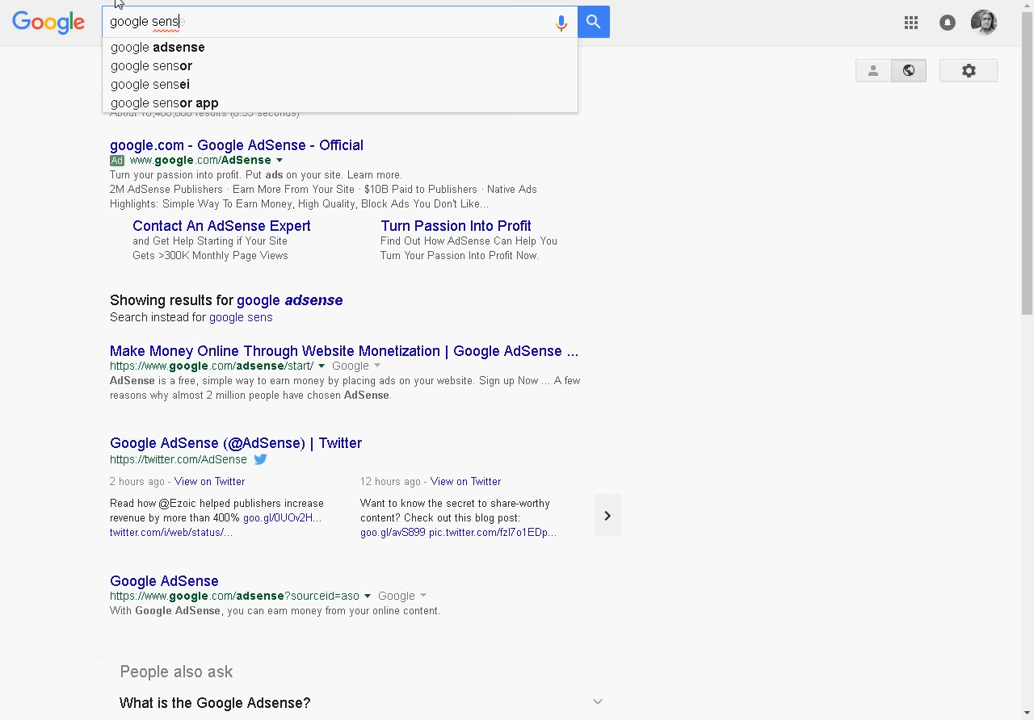 Google
google sense
google adsense
google sensor
google sensei
google sensor app
google.com - Google AdSense - Official
Ad www.google.com/AdSense
Turn your passion into profit. Put ads on your site. Learn more.
2M AdSense Publishers · Earn More From Your Site · $10B Paid to Publishers · Native Ads
Highlights: Simple Way To Earn Money, High Quality, Block Ads You Don't Like...
Contact An AdSense Expert
and Get Help Starting if Your Site
Gets >300K Monthly Page Views
Turn Passion Into Profit
Find Out How AdSense Can Help You
Turn Your Passion Into Profit Now.
Showing results for google adsense
Search instead for google sens
Make Money Online Through Website Monetization | Google AdSense ...
https://www.google.com/adsense/start/ Google
AdSense is a free, simple way to earn money by placing ads on your website. Sign up Now ... A few
reasons why almost 2 million people have chosen AdSense.
Google AdSense (@AdSense) | Twitter
https://twitter.com/AdSense
2 hours ago - View on Twitter
Read how @Ezoic helped publishers increase
revenue by more than 400% goo.gl/0UOv2H...
twitter.com/i/web/status/...
12 hours ago - View on Twitter
Want to know the secret to share-worthy
content? Check out this blog post:
goo.gl/avS899 pic.twitter.com/fzl7o1EDp...
Google AdSense
https://www.google.com/adsense?sourceid=aso Google
With Google AdSense, you can earn money from your online content.
People also ask
What is the Google Adsense?